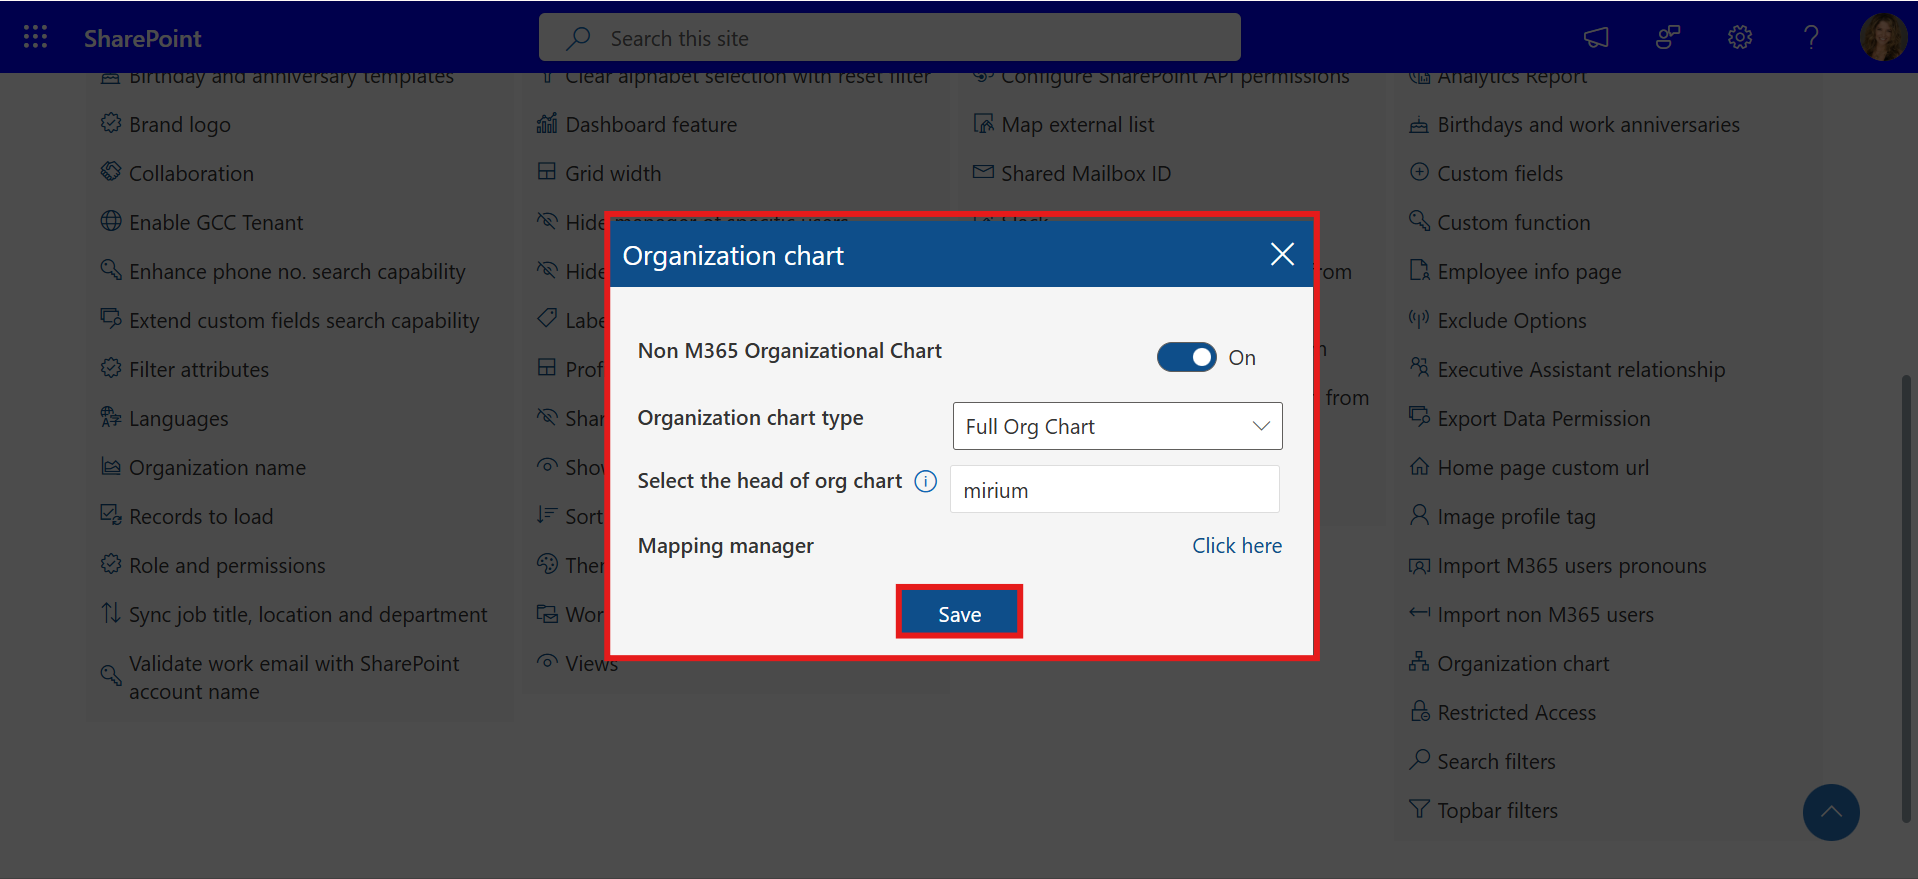 SharePoint
Search this site
Birthday and anniversary templates
Brand logo
Collaboration
Enable GCC Tenant
Enhance phone no. search capability
Extend custom fields search capability
Filter attributes
Languages
Organization name
Records to load
Role and permissions
Sync job title, location and department
Validate work email with SharePoint
account name
Clear alphabet selection with reset filter
Dashboard feature
Grid width
Hide manager of specific users
Hide
Labe
Prof
Shar
Show
Sort
Ther
Wor
Views
Configure SharePoint API permissions
Map external list
Shared Mailbox ID
from
from
Analytics Report
Birthdays and work anniversaries
Custom fields
Custom function
Employee info page
Exclude Options
Executive Assistant relationship
Export Data Permission
Home page custom url
Image profile tag
Import M365 users pronouns
Import non M365 users
Organization chart
Restricted Access
Search filters
Topbar filters
Organization chart
Non M365 Organizational Chart
On
Organization chart type
Full Org Chart
Select the head of org chart
mirium
Mapping manager
Click here
Save